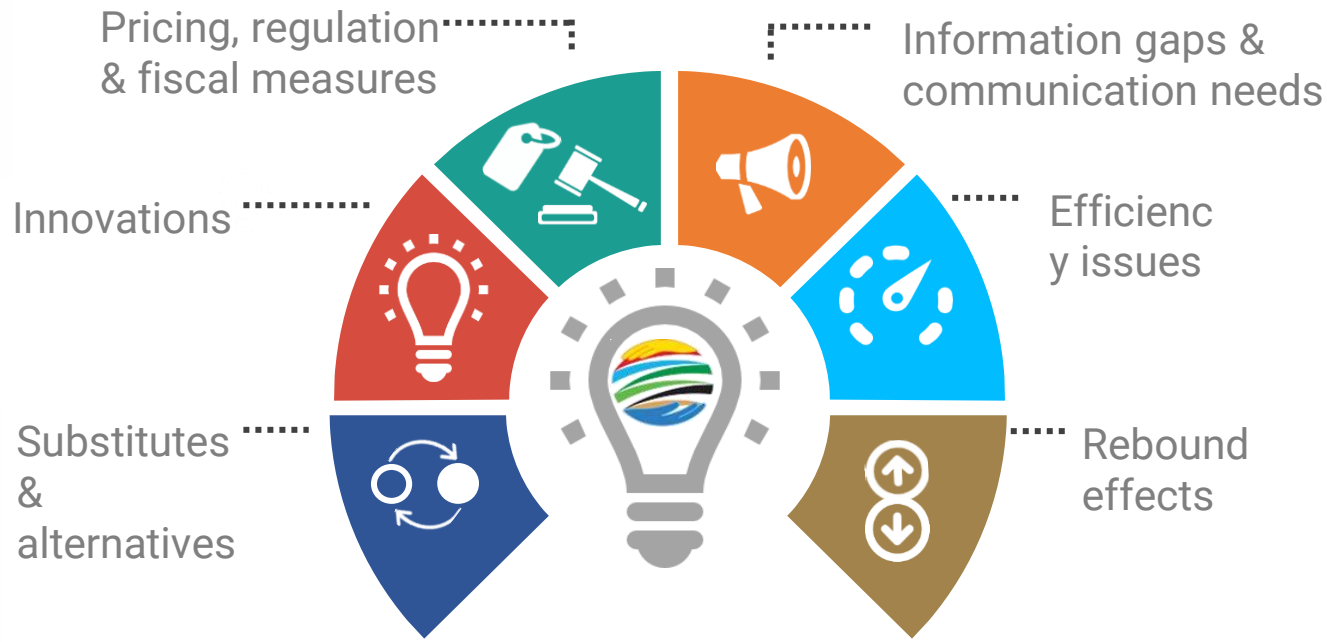 Pricing, regulation
& fiscal measures
Information gaps &
communication needs
Innovations
Efficienc
y issues
Substitutes
&
alternatives
Rebound
effects